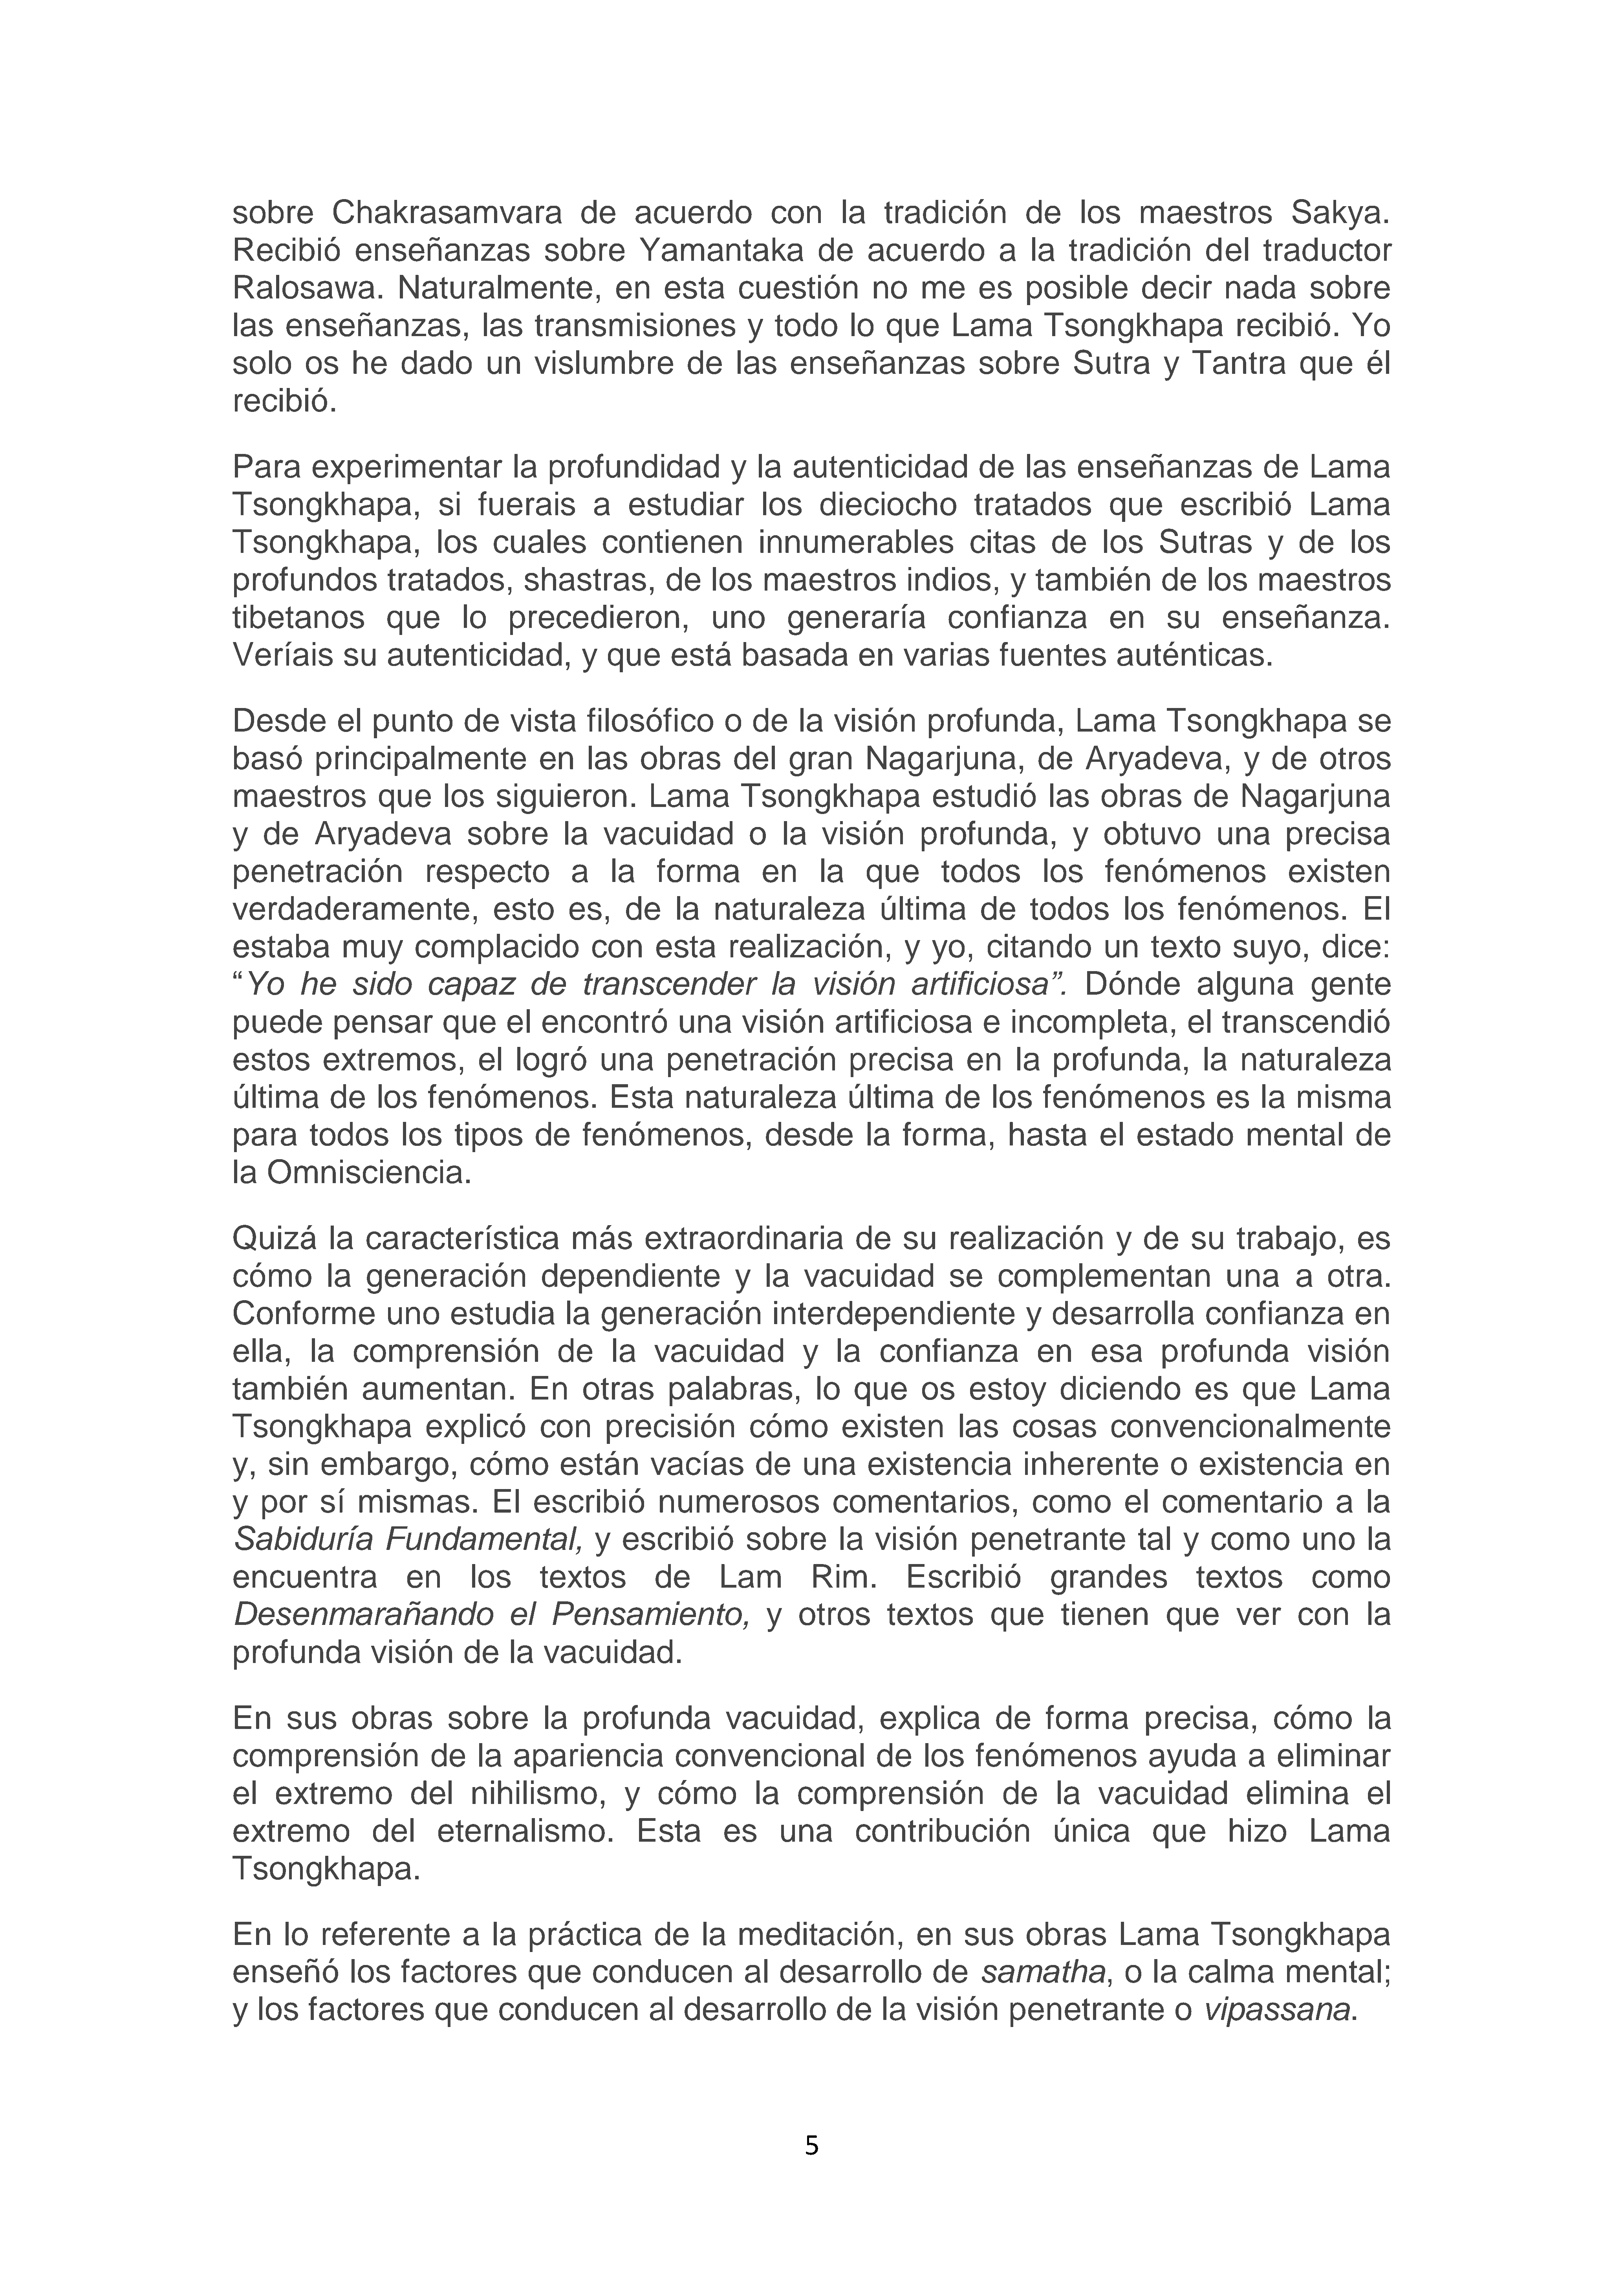 sobre Chakrasamvara de acuerdo con la tradición de los maestros Sakya.
Recibió enseñanzas sobre Yamantaka de acuerdo a la tradición del traductor
Ralosawa. Naturalmente, en esta cuestión no me es posible decir nada sobre
las enseñanzas, las transmisiones y todo lo que Lama Tsongkhapa recibió. Yo
solo os he dado un vislumbre de las enseñanzas sobre Sutra y Tantra que él
recibió.
Para experimentar la profundidad y la autenticidad de las enseñanzas de Lama
Tsongkhapa, si fuerais a estudiar los dieciocho tratados que escribió Lama
Tsongkhapa, los cuales contienen innumerables citas de los Sutras y de los
profundos tratados, shastras, de los maestros indios, y también de los maestros
tibetanos que lo precedieron, uno generaría confianza en su enseñanza.
Veríais su autenticidad, y que está basada en varias fuentes auténticas.
Desde el punto de vista filosófico o de la visión profunda, Lama Tsongkhapa se
basó principalmente en las obras del gran Nagarjuna, de Aryadeva, y de otros
maestros que los siguieron. Lama Tsongkhapa estudió las obras de Nagarjuna
y de Aryadeva sobre la vacuidad o la visión profunda, y obtuvo una precisa
penetración respecto a la forma en la que todos los fenómenos existen
verdaderamente, esto es, de la naturaleza última de todos los fenómenos. El
estaba muy complacido con esta realización, y yo, citando un texto suyo, dice:
“Yo he sido capaz de transcender la visión artificiosa”. Dónde alguna gente
puede pensar que el encontró una visión artificiosa e incompleta, el transcendió
estos extremos, el logró una penetración precisa en la profunda, la naturaleza
última de los fenómenos. Esta naturaleza última de los fenómenos es la misma
para todos los tipos de fenómenos, desde la forma, hasta el estado mental de
la Omnisciencia.
Quizá la característica más extraordinaria de su realización y de su trabajo, es
cómo la generación dependiente y la vacuidad se complementan una a otra.
Conforme uno estudia la generación interdependiente y desarrolla confianza en
ella, la comprensión de la vacuidad y la confianza en esa profunda visión
también aumentan. En otras palabras, lo que os estoy diciendo es que Lama
Tsongkhapa explicó con precisión cómo existen las cosas convencionalmente
y, sin embargo, cómo están vacías de una existencia inherente o existencia en
y por sí mismas. El escribió numerosos comentarios, como el comentario a la
Sabiduría Fundamental, y escribió sobre la visión penetrante tal y como uno la
encuentra en los textos de Lam Rim. Escribió grandes textos como
Desenmarañando el Pensamiento, y otros textos que tienen que ver con la
profunda visión de la vacuidad.
En sus obras sobre la profunda vacuidad, explica de forma precisa, cómo la
comprensión de la apariencia convencional de los fenómenos ayuda a eliminar
el extremo del nihilismo, y cómo la comprensión de la vacuidad elimina el
extremo del eternalismo. Esta es una contribución única que hizo Lama
Tsongkhapa.
En lo referente a la práctica de la meditación, en sus obras Lama Tsongkhapa
enseñó los factores que conducen al desarrollo de samatha, o la calma mental;
y los factores que conducen al desarrollo de la visión penetrante o vipassana.
5